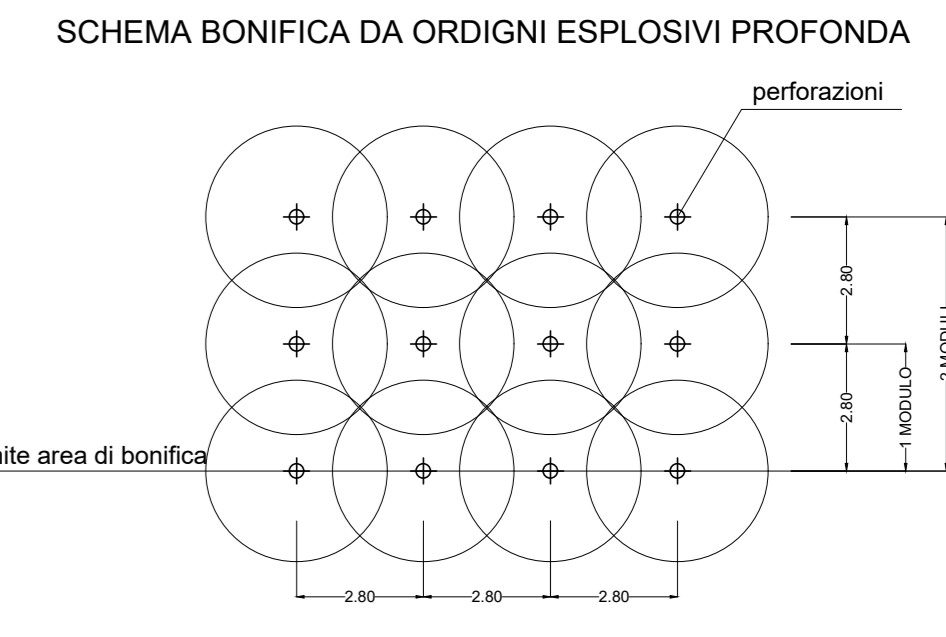 SCHEMA BONIFICA DA ORDIGNI ESPLOSIVI PROFONDA
perforazioni
2.80
2.80
1 MODULO
area di bonifica
2.80
2.80
2.80